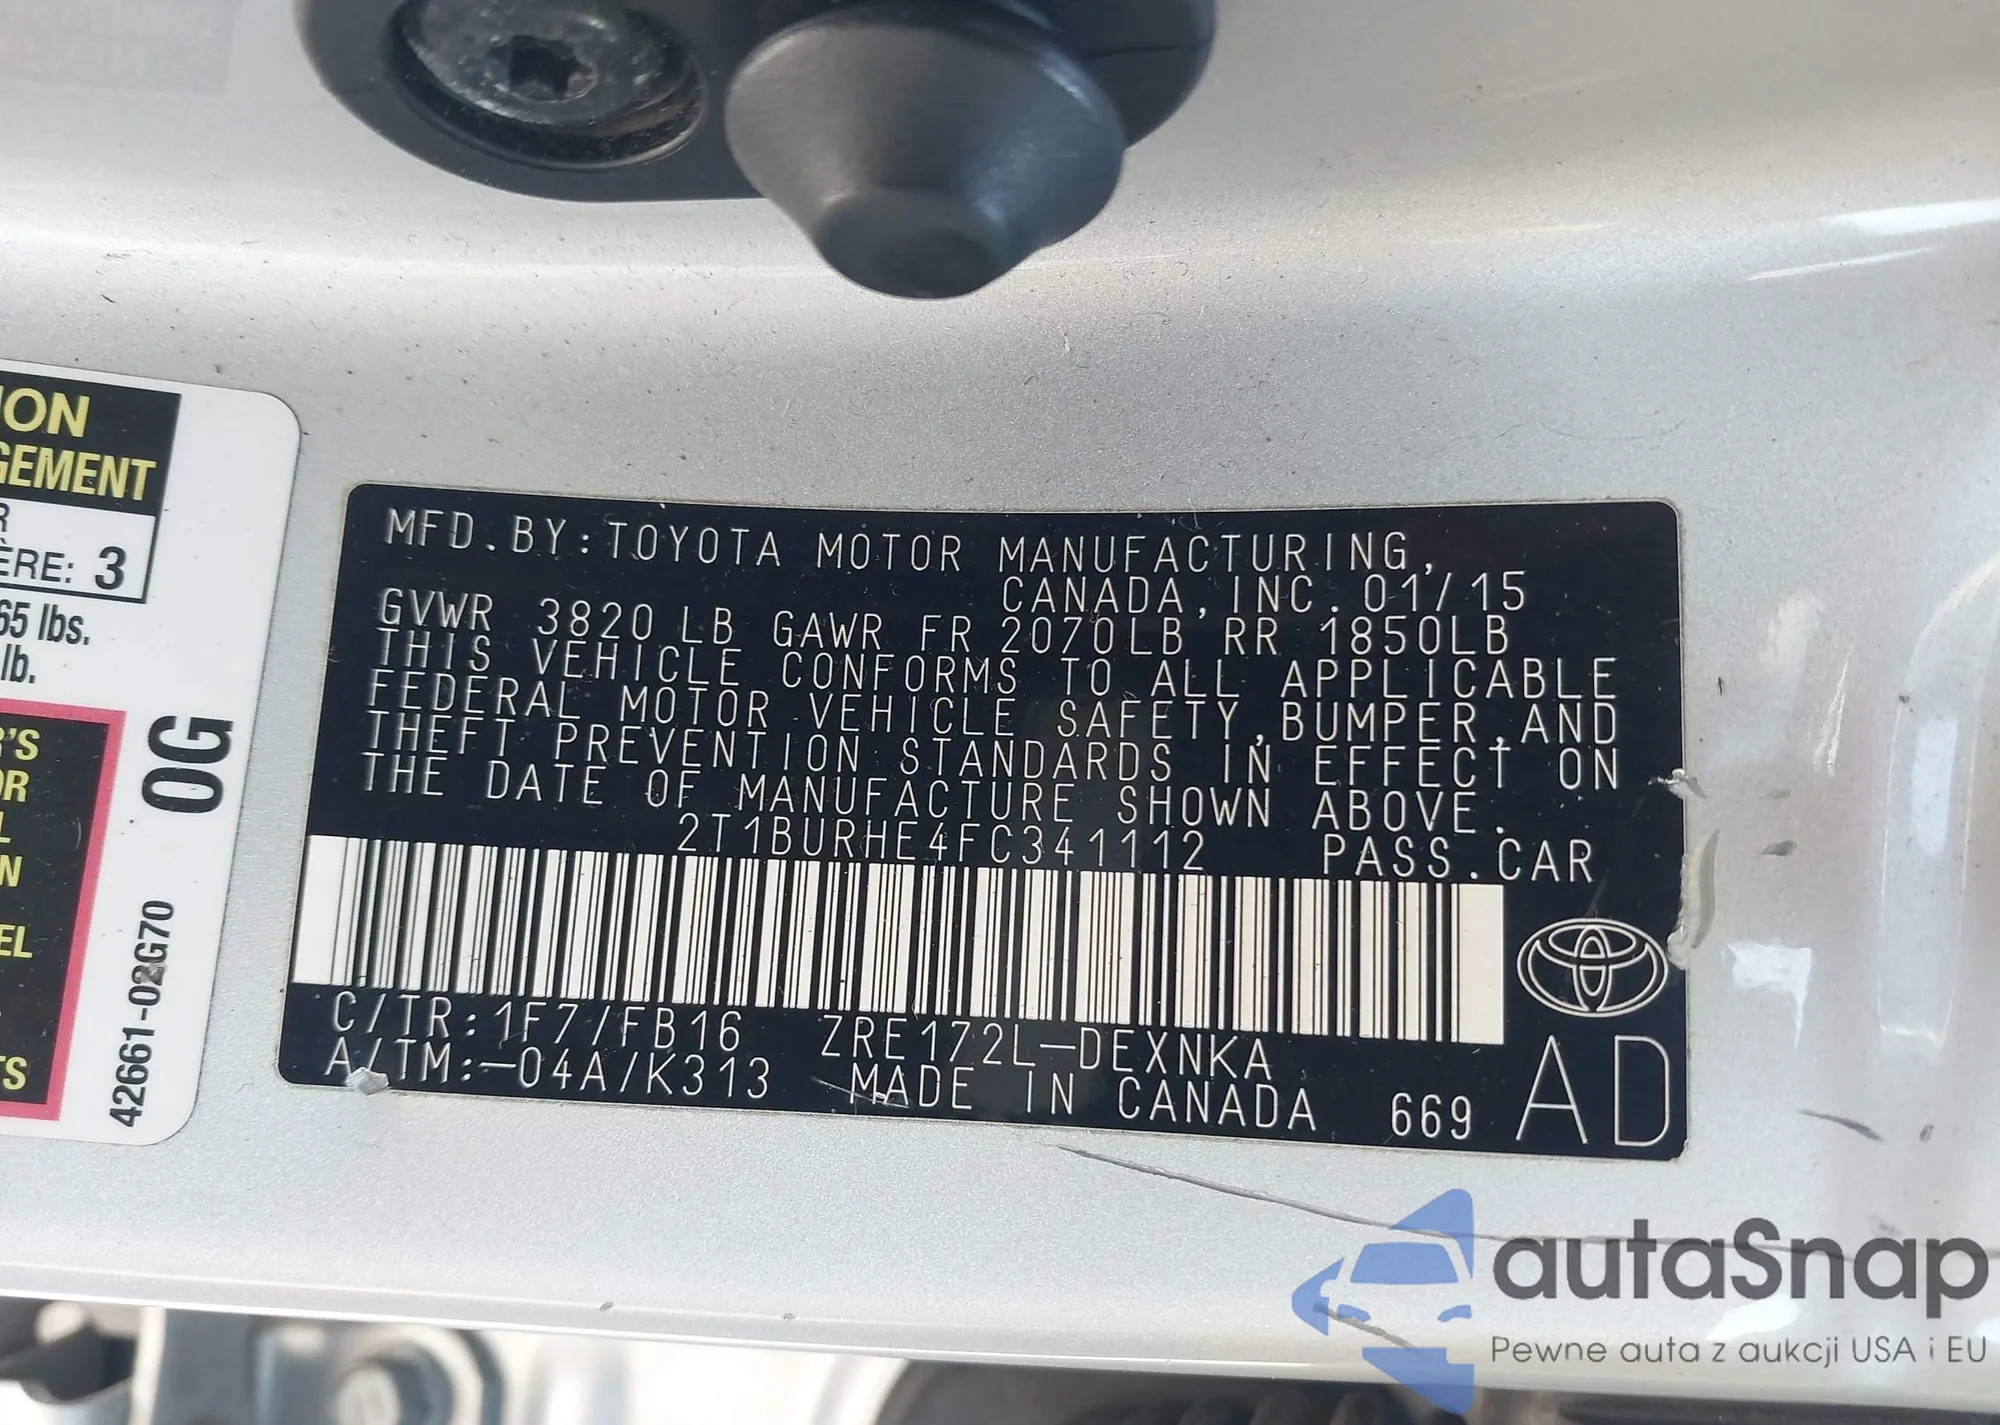 ION
GEMENT
R
ÈRE: 3
65 lbs.
lb.
R'S
OR
L
N
EL
TS
0G
42661-02G70
MFD.BY:TOYOTA MOTOR MANUFACTURING,
CANADA,INC.01/15
GVWR 3820 LB GAWR FR 2070LB RR 1850LB
THIS VEHICLE CONFORMS TO ALL APPLICABLE
FEDERAL MOTOR VEHICLE SAFETY,BUMPER,AND
THEFT PREVENTION STANDARDS IN EFFECT ON
THE DATE OF MANUFACTURE SHOWN ABOVE.
2T1BURHE4FC341112 PASS.CAR
C/TR:1F7/FB16 ZRE172L-DEXNKA
A/TM:-04A/K313 MADE IN CANADA 669
AD
autaSnap
Pewne auta z aukcji USA i EU